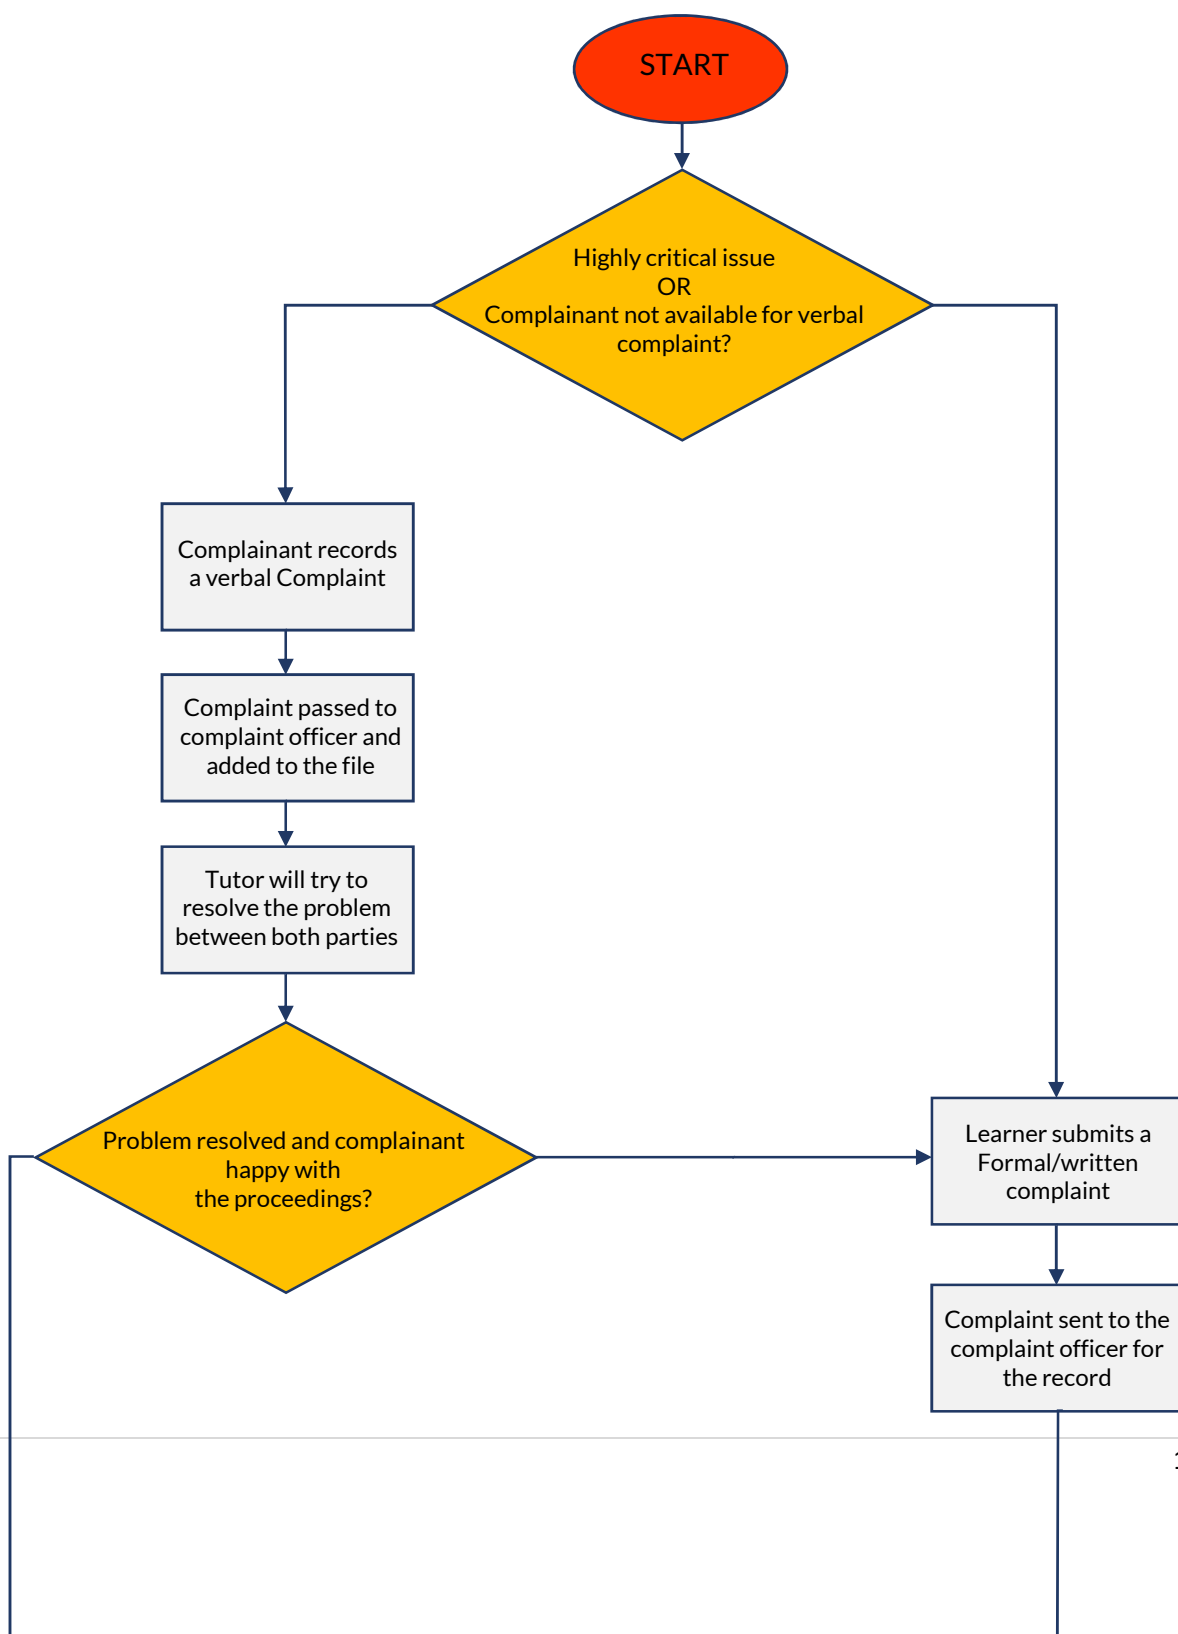 START
Highly critical issue
OR
Complainant not available for verbal
complaint?
Complainant records
a verbal Complaint
Complaint passed to
complaint officer and
added to the file
Tutor will try to
resolve the problem
between both parties
Problem resolved and complainant
happy with
the proceedings?
Learner submits a
Formal/written
complaint
Complaint sent to the
complaint officer for
the record